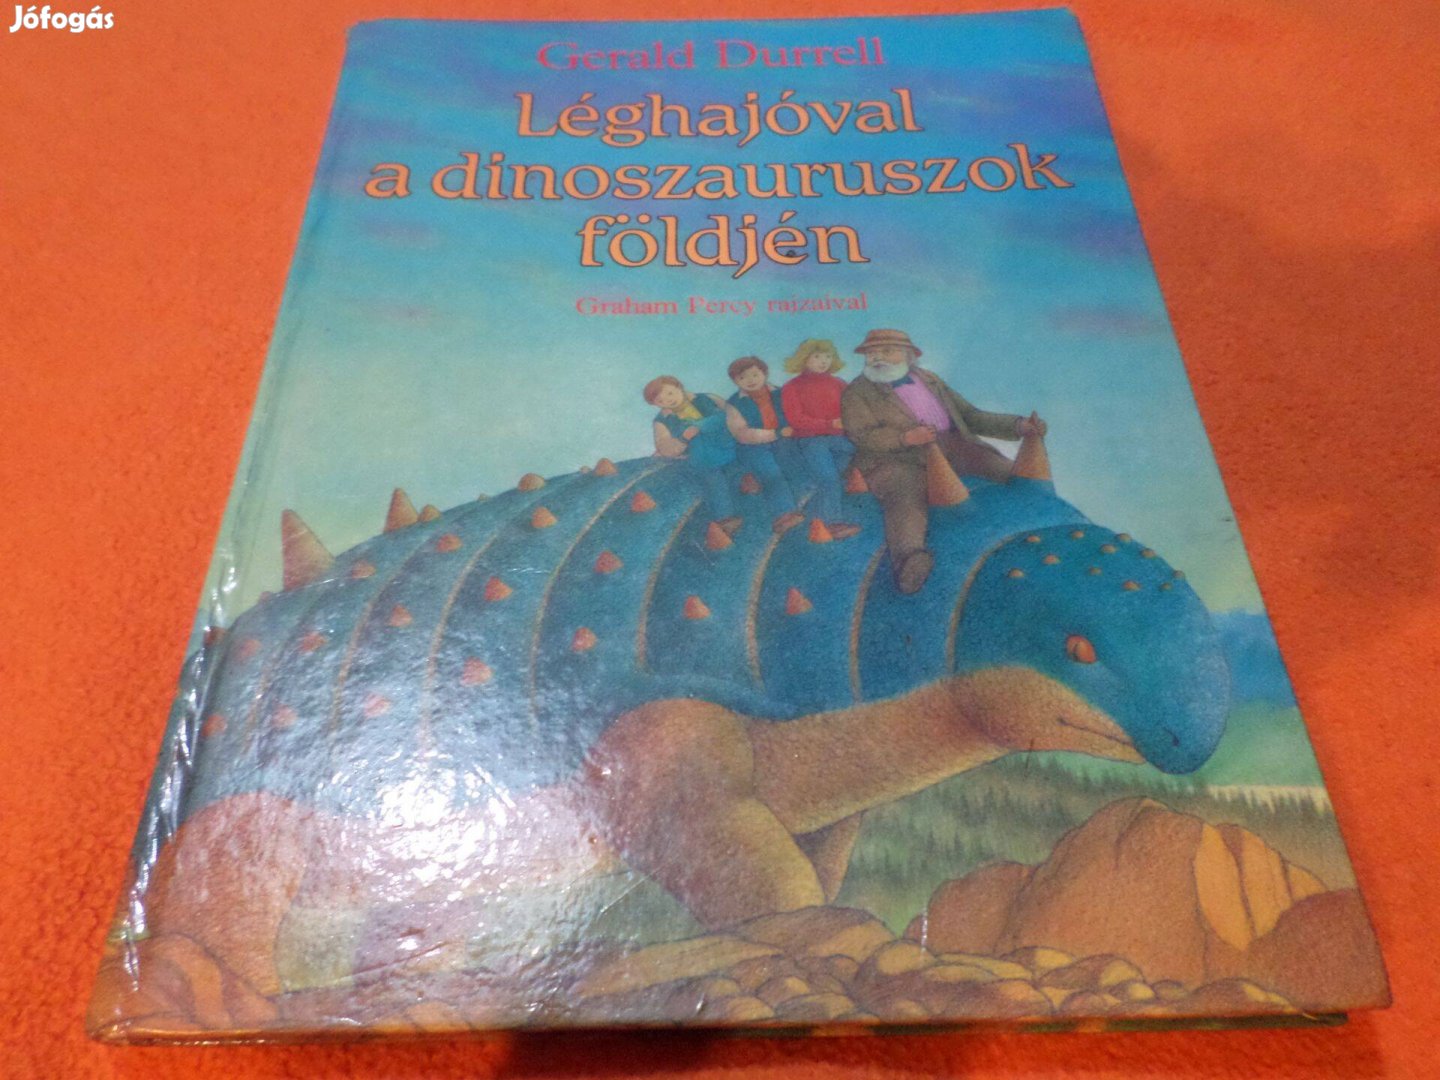 Jófogás
Gerald Durrell
Léghajóval
a dinoszauruszok
földjén
Graham Percy rajzaival